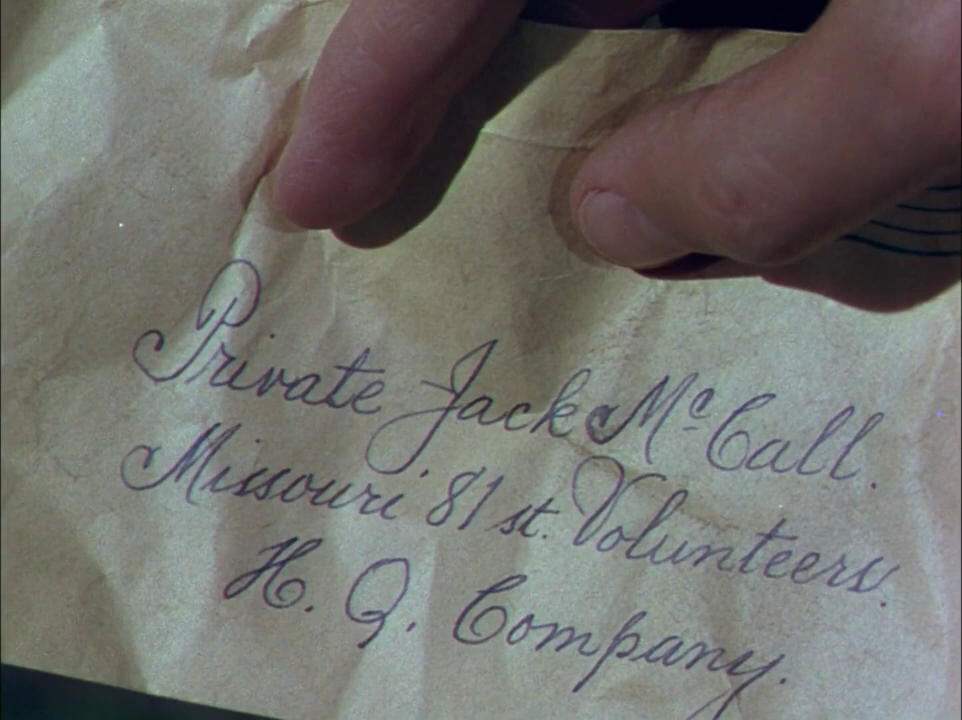 Private Jack McCall.
Missouri 81st. Volunteers.
H. Q. Company.